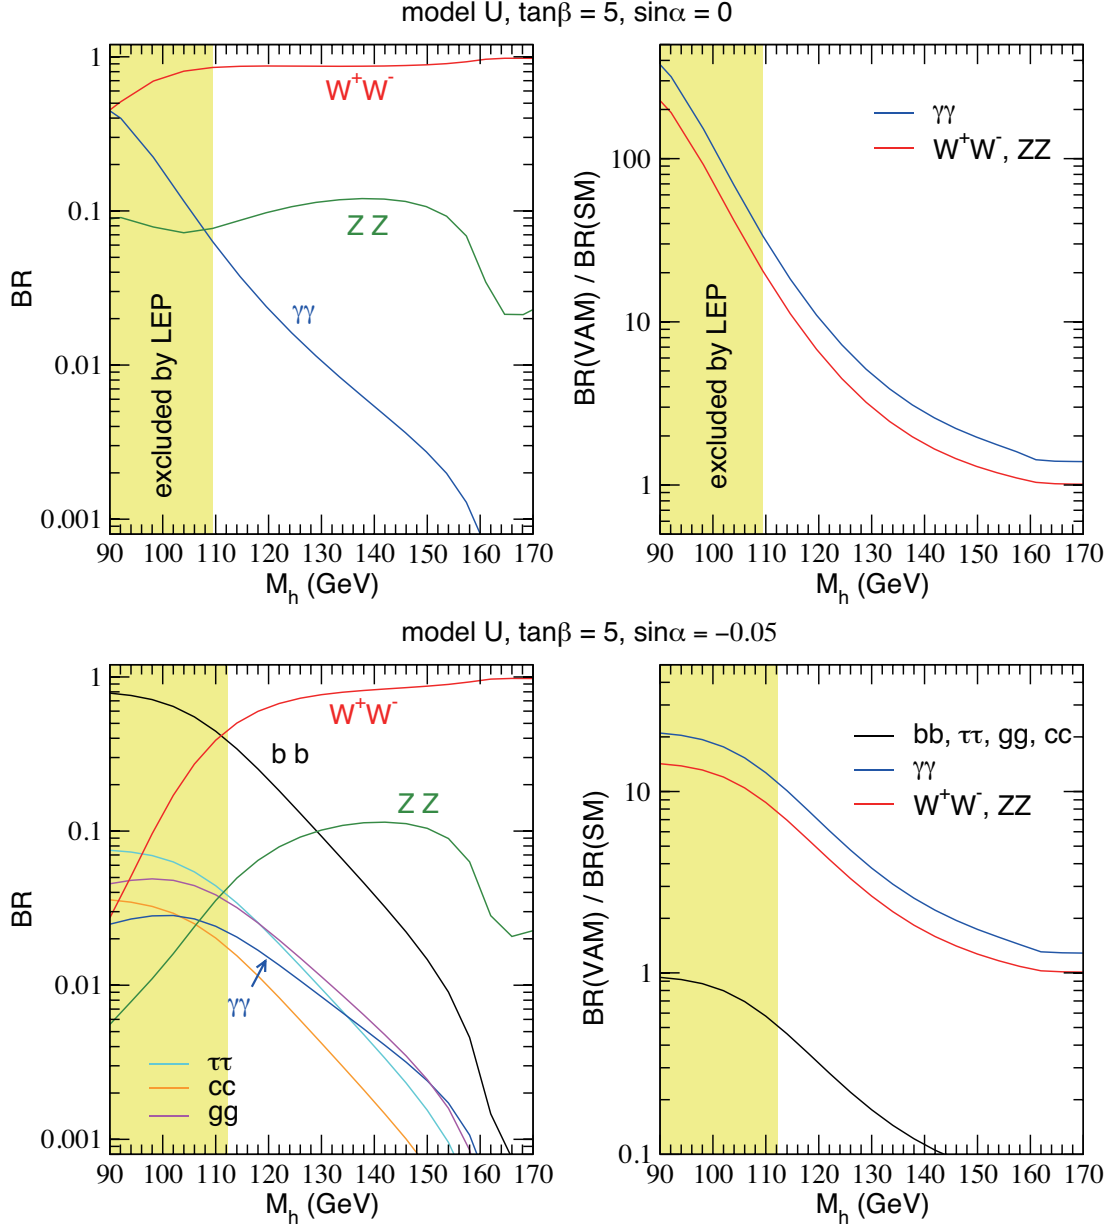 model U, tanβ = 5, sinα = 0
BR
1
0.1
0.01
0.001
W⁺W⁻
Z Z
γγ
excluded by LEP
90 100 110 120 130 140 150 160 170
M_h (GeV)
BR(VAM) / BR(SM)
100
10
1
γγ
W⁺W⁻, ZZ
excluded by LEP
90 100 110 120 130 140 150 160 170
M_h (GeV)
model U, tanβ = 5, sinα = −0.05
BR
1
0.1
0.01
0.001
W⁺W⁻
b b
Z Z
γγ
ττ
cc
gg
90 100 110 120 130 140 150 160 170
M_h (GeV)
BR(VAM) / BR(SM)
10
1
0.1
bb, ττ, gg, cc
γγ
W⁺W⁻, ZZ
90 100 110 120 130 140 150 160 170
M_h (GeV)